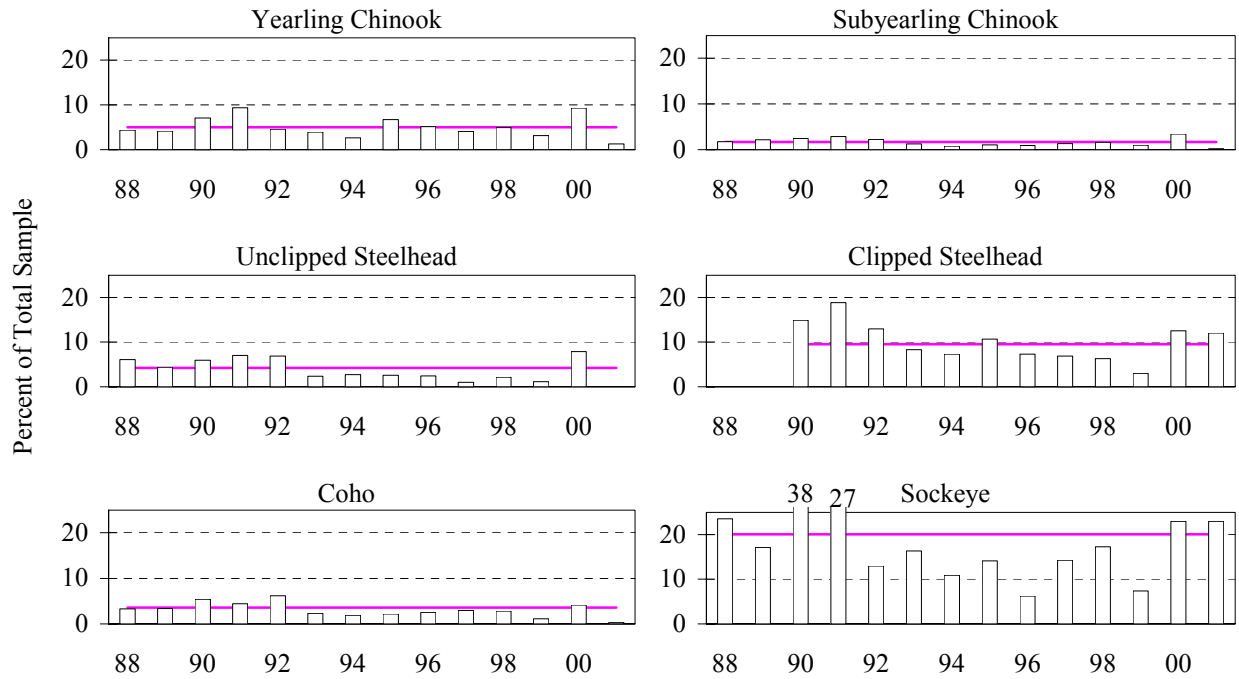 Percent of Total Sample
Yearling Chinook
20
10
0
88 90 92 94 96 98 00
Subyearling Chinook
20
10
0
88 90 92 94 96 98 00
Unclipped Steelhead
20
10
0
88 90 92 94 96 98 00
Clipped Steelhead
20
10
0
88 90 92 94 96 98 00
Coho
20
10
0
88 90 92 94 96 98 00
38 27 Sockeye
20
10
0
88 90 92 94 96 98 00